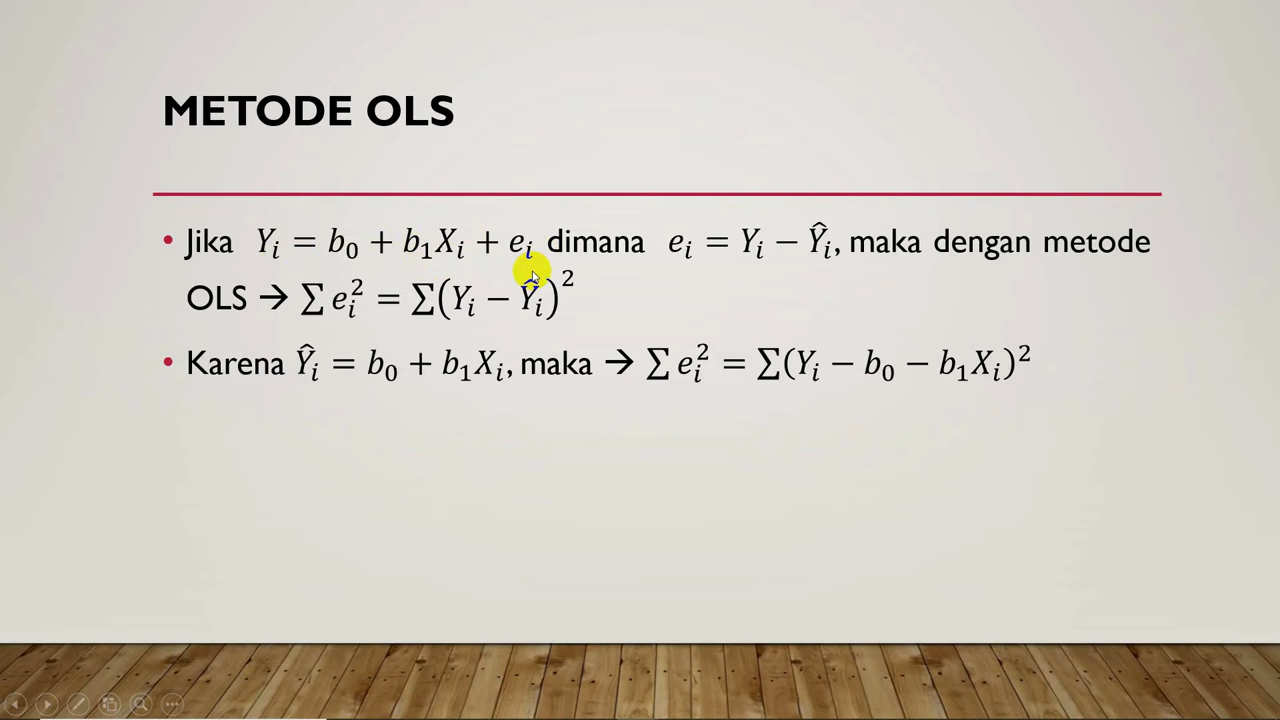 METODE OLS
• Jika Yᵢ = b₀ + b₁Xᵢ + eᵢ dimana eᵢ = Yᵢ − Ŷᵢ, maka dengan metode
OLS → ∑ eᵢ² = ∑(Yᵢ − Ŷᵢ)²
• Karena Ŷᵢ = b₀ + b₁Xᵢ, maka → ∑ eᵢ² = ∑(Yᵢ − b₀ − b₁Xᵢ)²